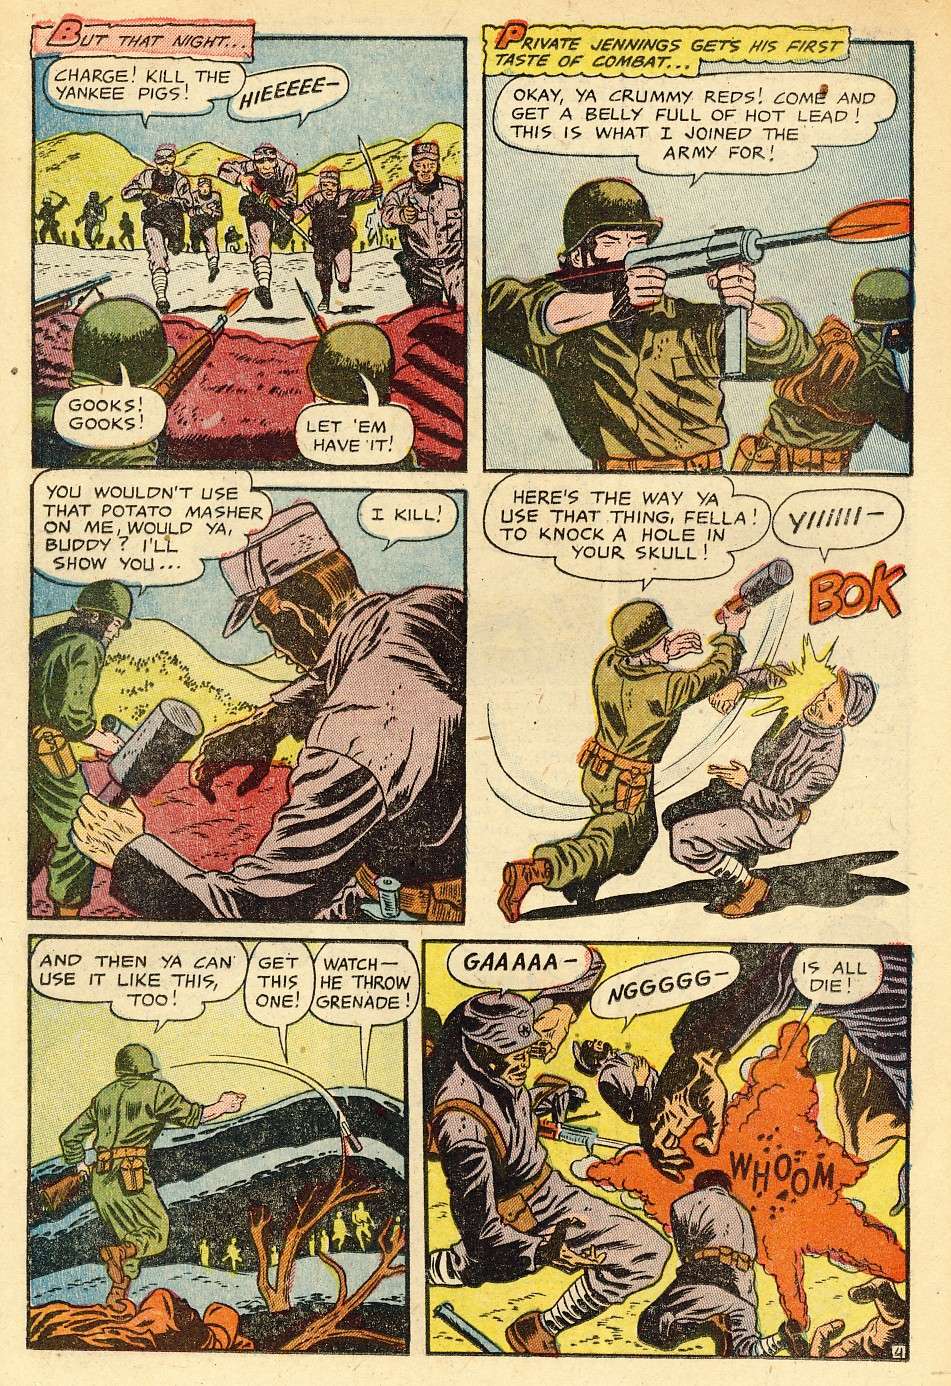 BUT THAT NIGHT...
CHARGE! KILL THE
YANKEE PIGS!
HIEEEEE-
GOOKS!
GOOKS!
LET 'EM
HAVE IT!
PRIVATE JENNINGS GETS HIS FIRST
TASTE OF COMBAT...
OKAY, YA CRUMMY REDS! COME AND
GET A BELLY FULL OF HOT LEAD!
THIS IS WHAT I JOINED THE
ARMY FOR!
YOU WOULDN'T USE
THAT POTATO MASHER
ON ME, WOULD YA,
BUDDY? I'LL
SHOW YOU...
I KILL!
HERE'S THE WAY YA
USE THAT THING, FELLA!
TO KNOCK A HOLE IN
YOUR SKULL!
YIIIIII-
BOK
AND THEN YA CAN
USE IT LIKE THIS,
TOO!
GET
THIS
ONE!
WATCH-
HE THROW
GRENADE!
GAAAAA-
NGGGGG-
IS ALL
DIE!
WHOOM
4